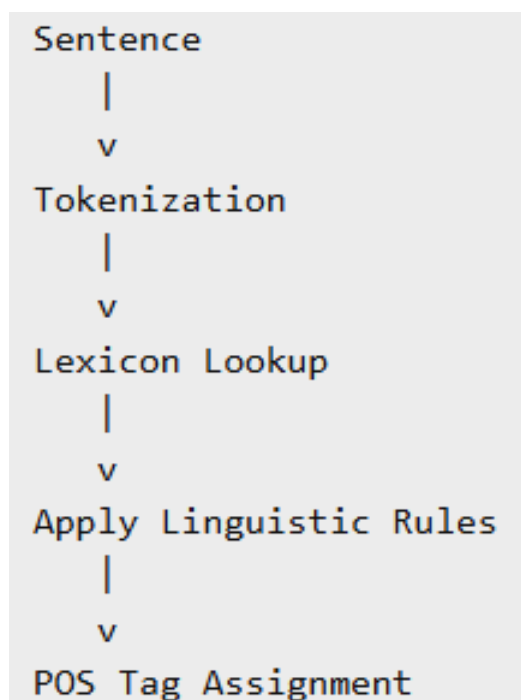 Sentence
|
v
Tokenization
|
v
Lexicon Lookup
|
v
Apply Linguistic Rules
|
v
POS Tag Assignment